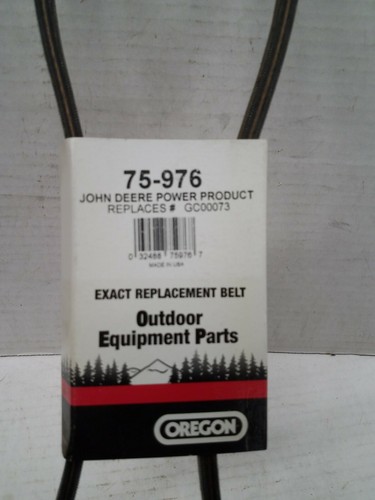 75-976
JOHN DEERE POWER PRODUCT
REPLACES # GC00073
0 32468 75976 7
MADE IN USA
EXACT REPLACEMENT BELT
Outdoor
Equipment Parts
OREGON